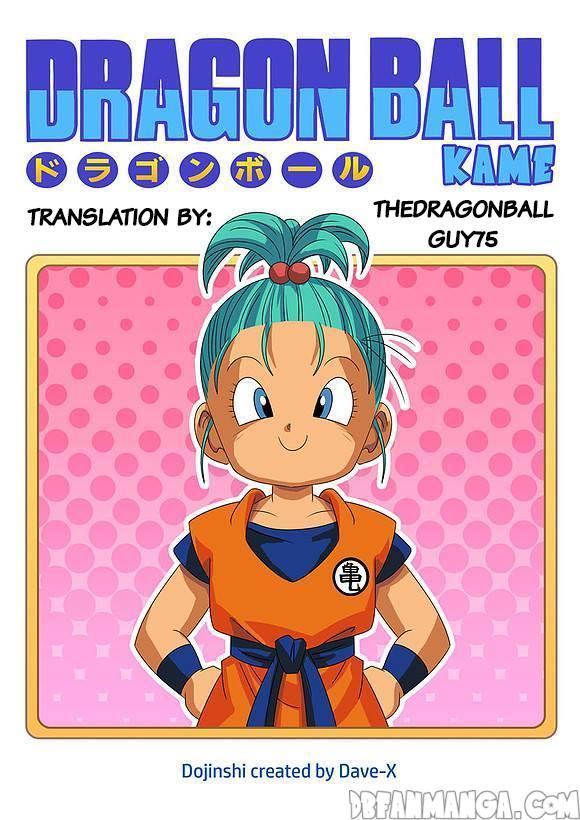 DRAGON BALL
ドラゴンボール
KAME
TRANSLATION BY:
THEDRAGONBALL
GUY75
亀
Dojinshi created by Dave-X
DBFANMANGA.COM